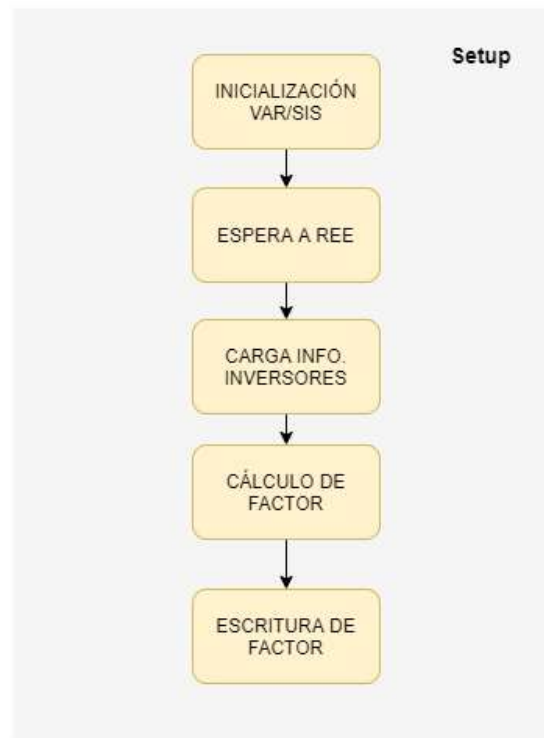 Setup
INICIALIZACIÓN
VAR/SIS
ESPERA A REE
CARGA INFO.
INVERSORES
CÁLCULO DE
FACTOR
ESCRITURA DE
FACTOR